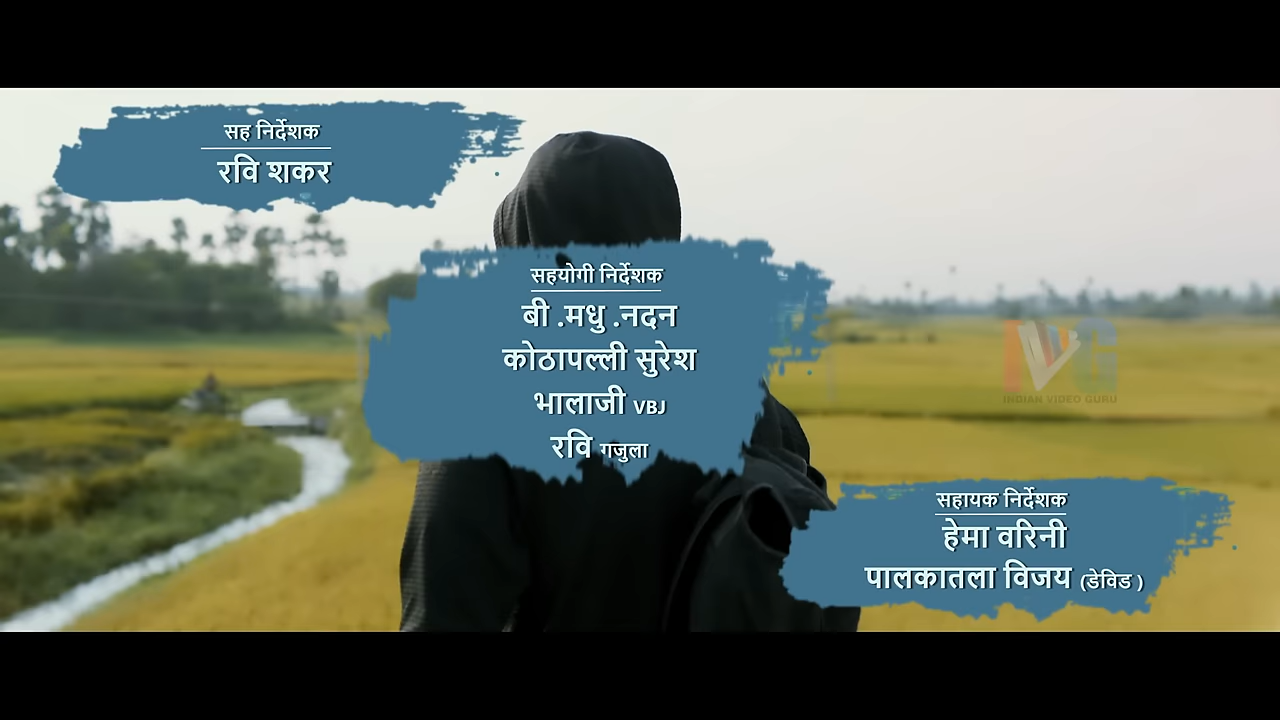 सह निर्देशक
रवि शकर
सहयोगी निर्देशक
बी .मधु .नदन
कोठापल्ली सुरेश
भालाजी VBJ
रवि गजुला
IVG
INDIAN VIDEO GURU
सहायक निर्देशक
हेमा वरिनी
पालकातला विजय (डेविड )